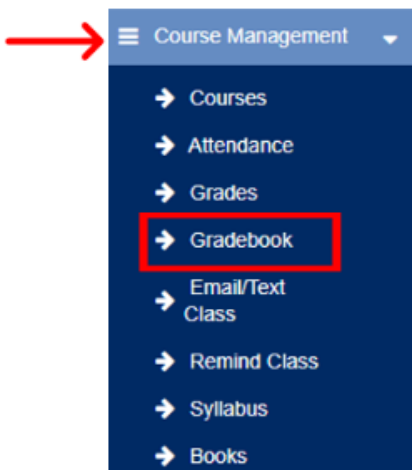 Course Management
Courses
Attendance
Grades
Gradebook
Email/Text
Class
Remind Class
Syllabus
Books